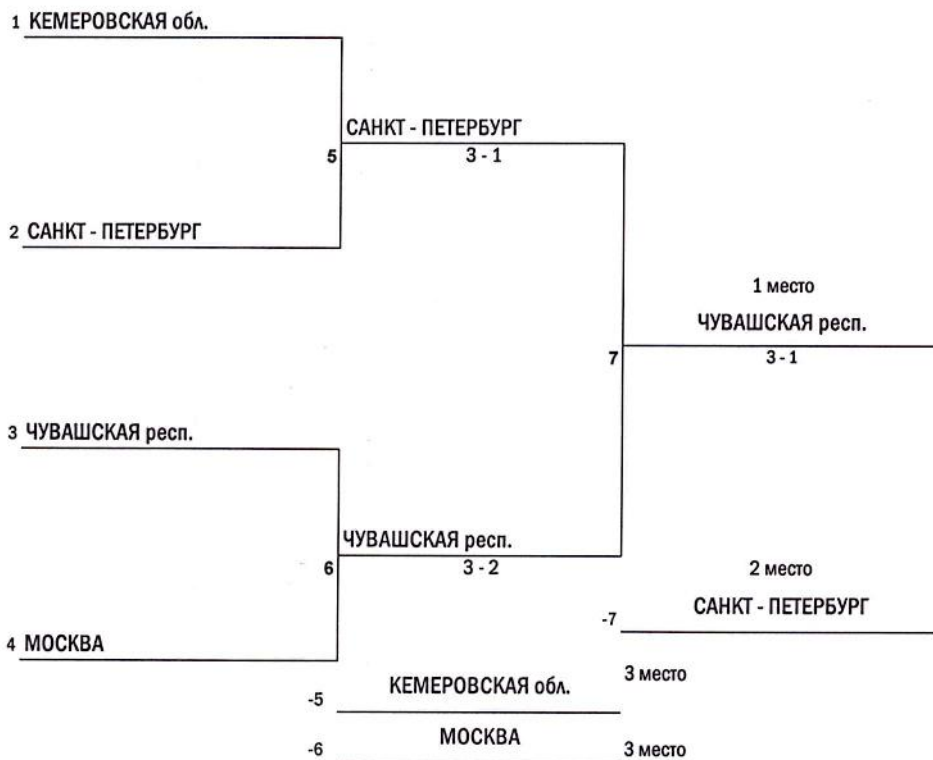 1 КЕМЕРОВСКАЯ обл.
САНКТ - ПЕТЕРБУРГ
5
3 - 1
2 САНКТ - ПЕТЕРБУРГ
1 место
ЧУВАШСКАЯ респ.
7
3 - 1
3 ЧУВАШСКАЯ респ.
ЧУВАШСКАЯ респ.
6
3 - 2
2 место
САНКТ - ПЕТЕРБУРГ
-7
4 МОСКВА
КЕМЕРОВСКАЯ обл.
3 место
-5
МОСКВА
-6
3 место